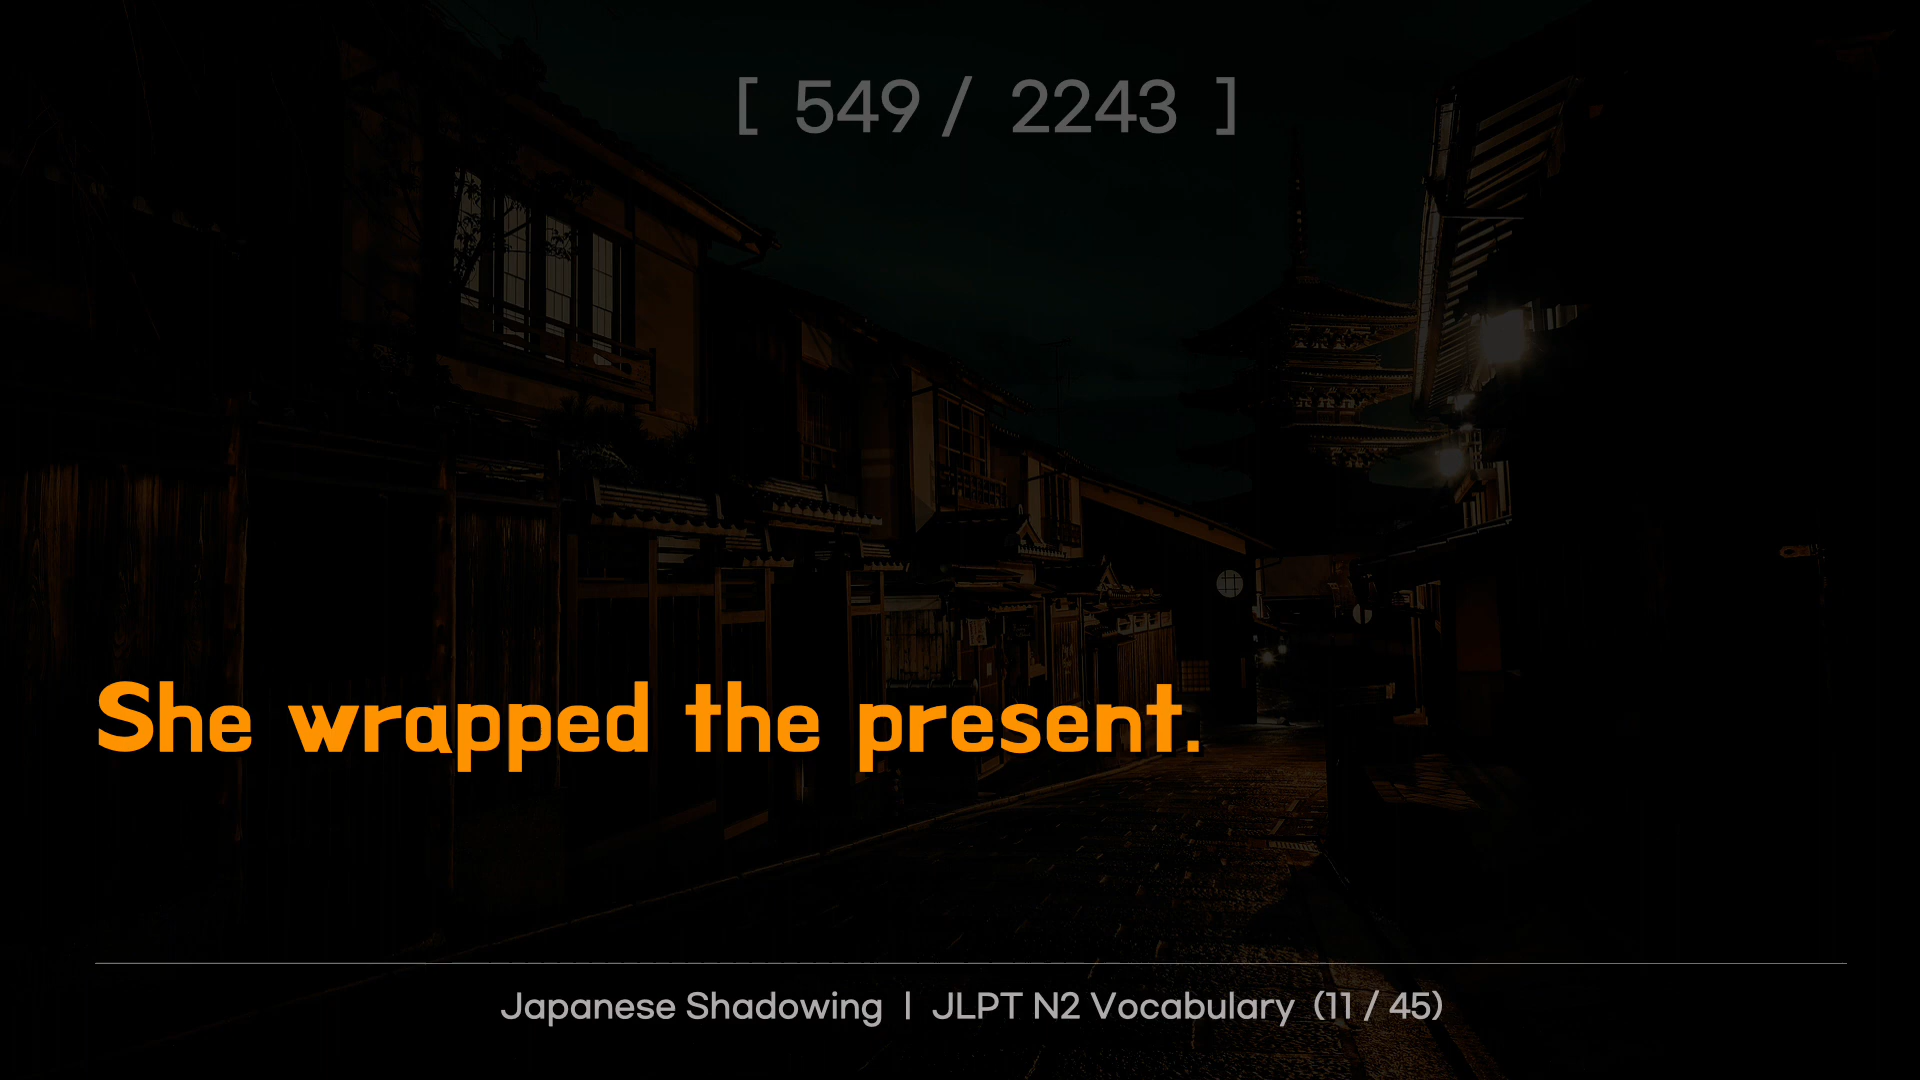 [ 549 / 2243 ]
She wrapped the present.
Japanese Shadowing | JLPT N2 Vocabulary (11 / 45)